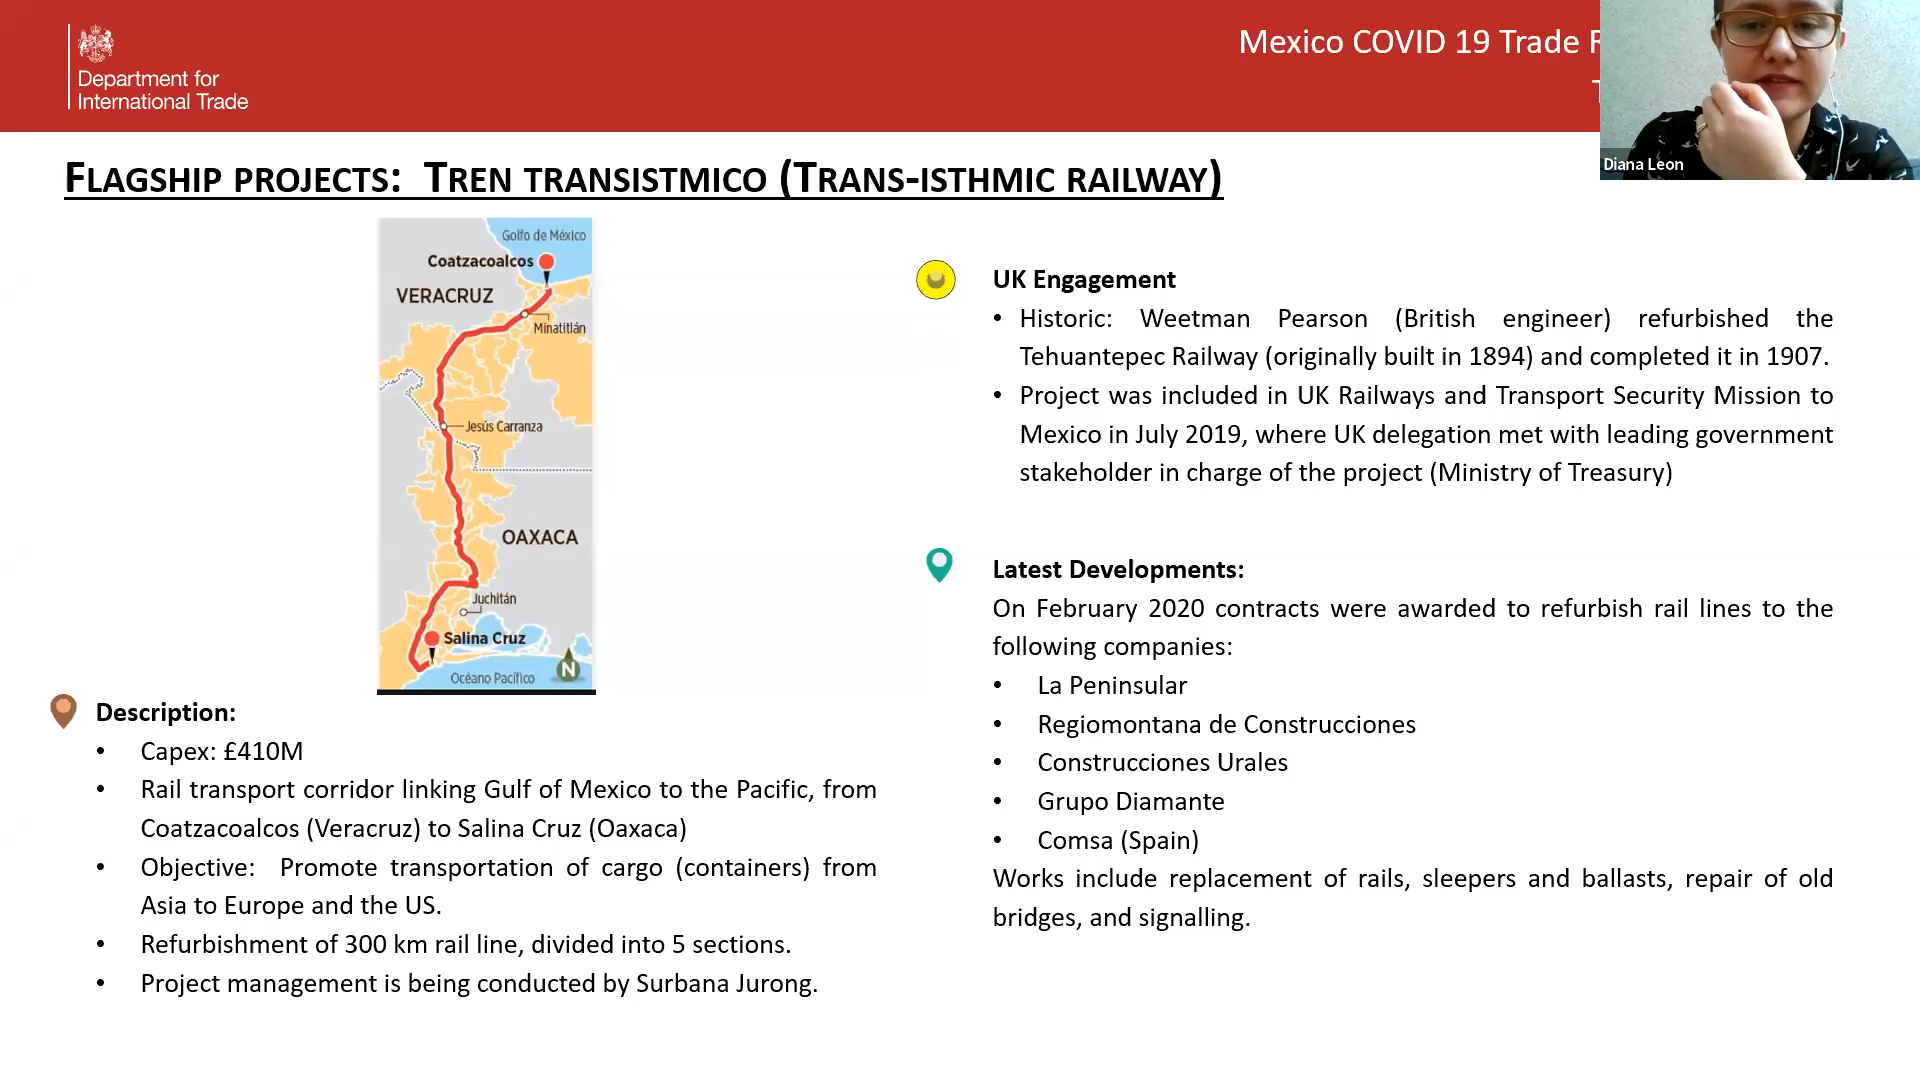 Department for
International Trade
Mexico COVID 19 Trade
Diana Leon
FLAGSHIP PROJECTS: TREN TRANSISTMICO (TRANS-ISTHMIC RAILWAY)
Golfo de México
Coatzacoalcos
VERACRUZ
Minatitlán
Jesús Carranza
OAXACA
Juchitán
Salina Cruz
Océano Pacífico
N
Description:
• Capex: £410M
• Rail transport corridor linking Gulf of Mexico to the Pacific, from
Coatzacoalcos (Veracruz) to Salina Cruz (Oaxaca)
• Objective: Promote transportation of cargo (containers) from
Asia to Europe and the US.
• Refurbishment of 300 km rail line, divided into 5 sections.
• Project management is being conducted by Surbana Jurong.
UK Engagement
• Historic: Weetman Pearson (British engineer) refurbished the
Tehuantepec Railway (originally built in 1894) and completed it in 1907.
• Project was included in UK Railways and Transport Security Mission to
Mexico in July 2019, where UK delegation met with leading government
stakeholder in charge of the project (Ministry of Treasury)
Latest Developments:
On February 2020 contracts were awarded to refurbish rail lines to the
following companies:
• La Peninsular
• Regiomontana de Construcciones
• Construcciones Urales
• Grupo Diamante
• Comsa (Spain)
Works include replacement of rails, sleepers and ballasts, repair of old
bridges, and signalling.